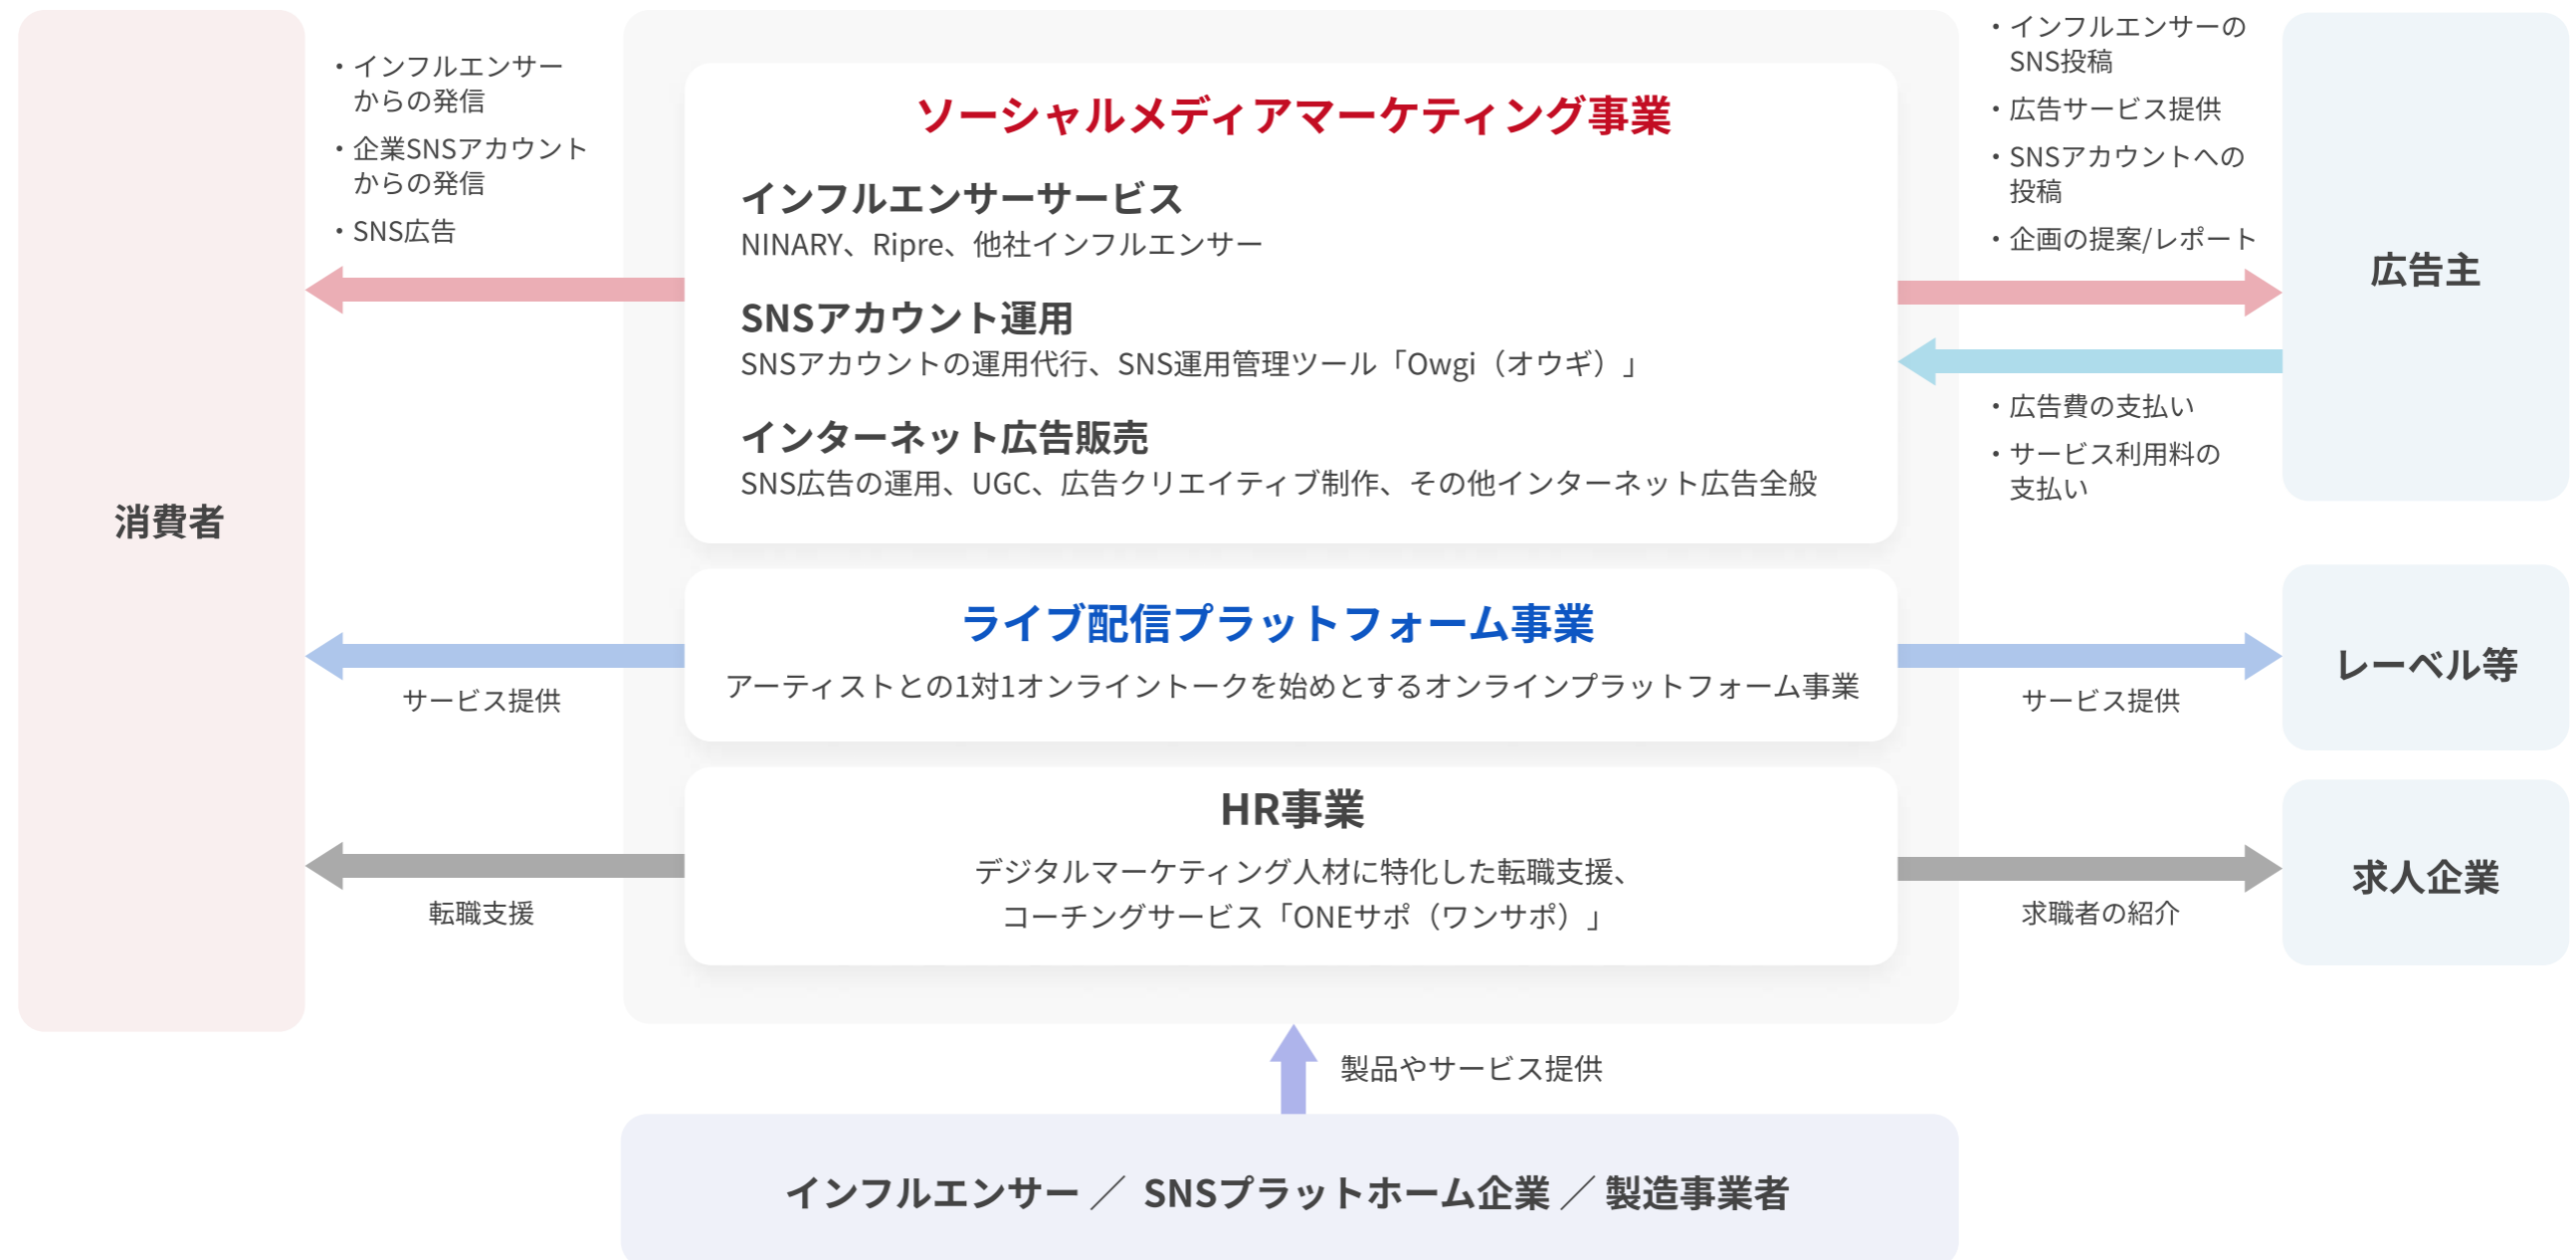 消費者
・インフルエンサー
からの発信
・企業SNSアカウント
からの発信
・SNS広告
サービス提供
転職支援
ソーシャルメディアマーケティング事業
インフルエンサーサービス
NINARY、Ripre、他社インフルエンサー
SNSアカウント運用
SNSアカウントの運用代行、SNS運用管理ツール「Owgi（オウギ）」
インターネット広告販売
SNS広告の運用、UGC、広告クリエイティブ制作、その他インターネット広告全般
ライブ配信プラットフォーム事業
アーティストとの1対1オンライントークを始めとするオンラインプラットフォーム事業
HR事業
デジタルマーケティング人材に特化した転職支援、
コーチングサービス「ONEサポ（ワンサポ）」
・インフルエンサーの
SNS投稿
・広告サービス提供
・SNSアカウントへの
投稿
・企画の提案/レポート
・広告費の支払い
・サービス利用料の
支払い
サービス提供
求職者の紹介
広告主
レーベル等
求人企業
製品やサービス提供
インフルエンサー ／ SNSプラットホーム企業 ／ 製造事業者